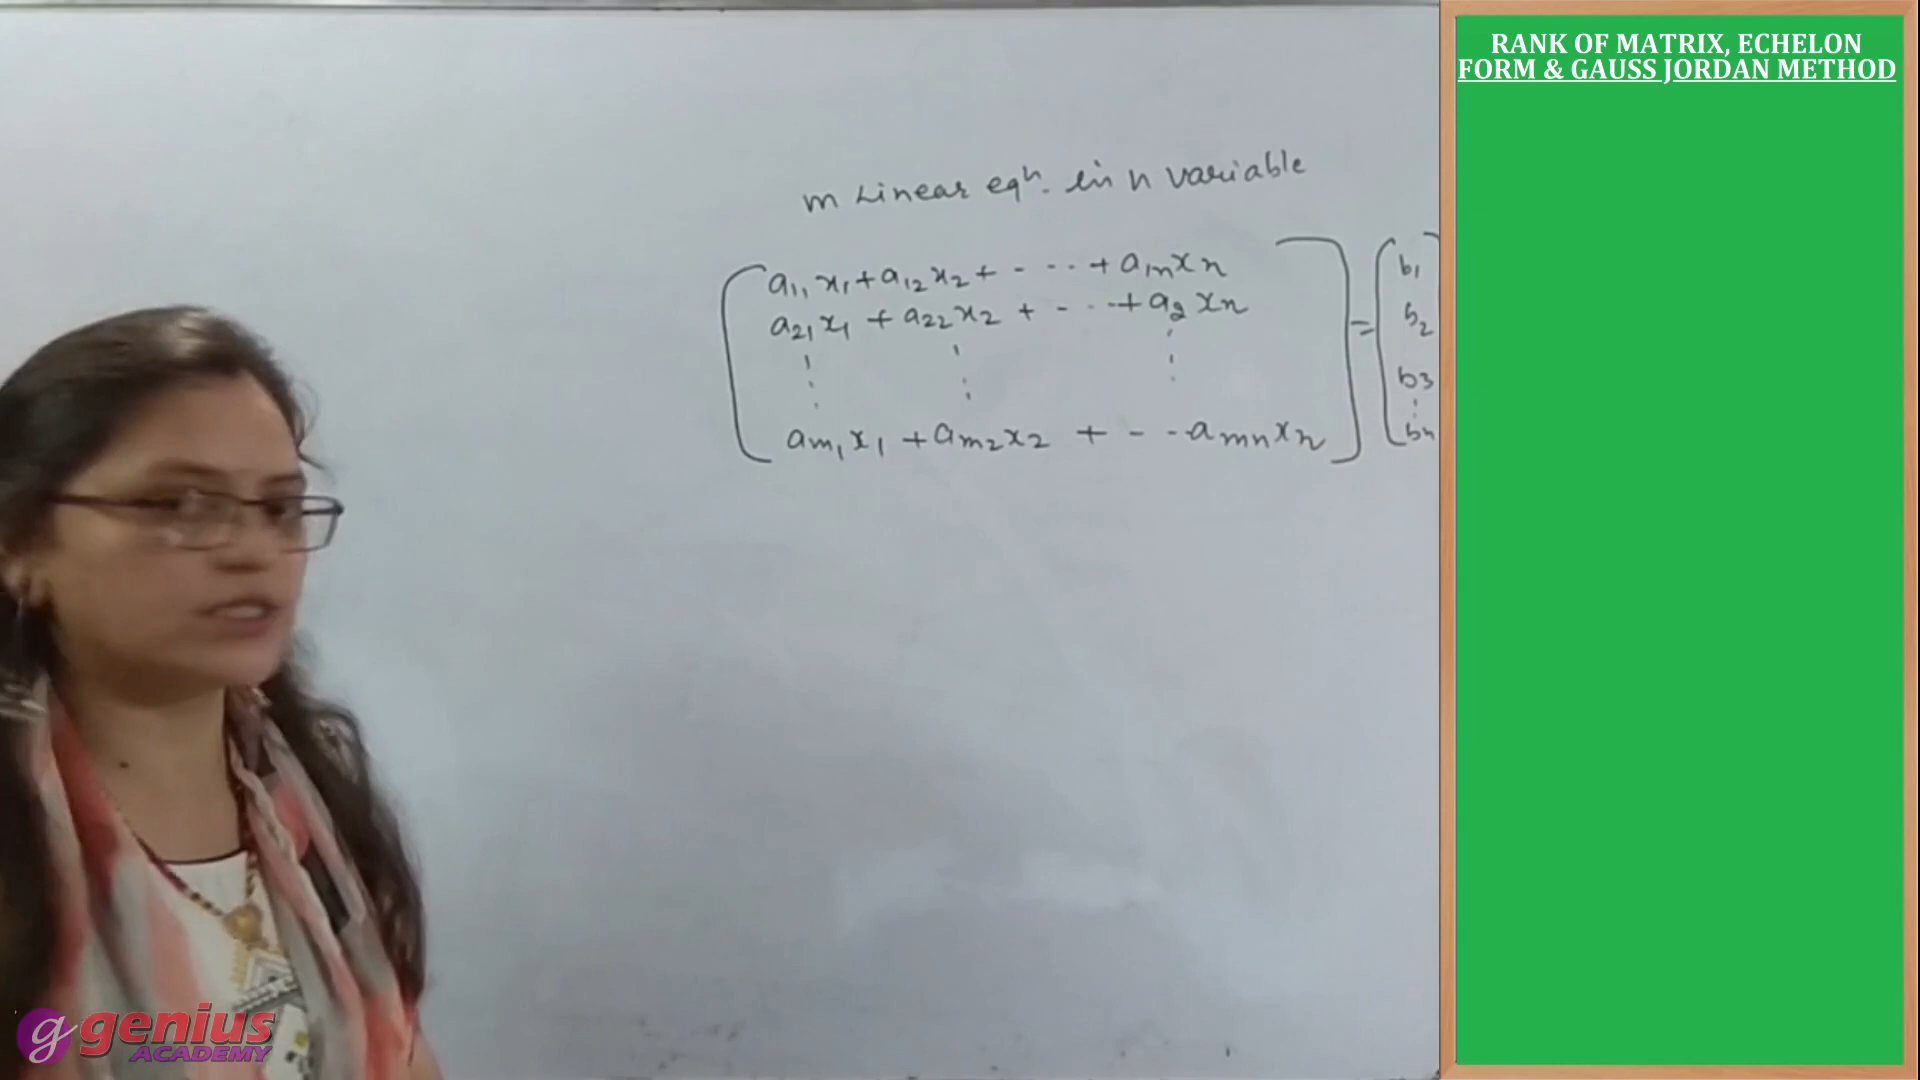 RANK OF MATRIX, ECHELON
FORM & GAUSS JORDAN METHOD
m Linear eqn. in n variable
a11 x1 + a12 x2 + - - - - + a1n xn
a21 x1 + a22 x2 + - - - + a2 xn
am1 x1 + am2 x2 + - - amn xn
=
b1
b2
b3
bn
g genius
ACADEMY